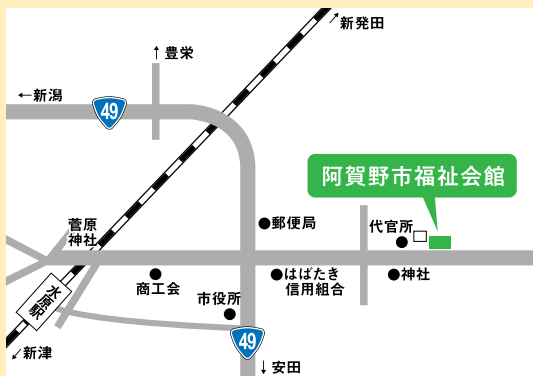 ↗新発田
↑豊栄
←新潟
49
阿賀野市福祉会館
菅原
神社
●郵便局
代官所
商工会
はばたき
信用組合
神社
水原駅
市役所
49
↙新津
↓安田